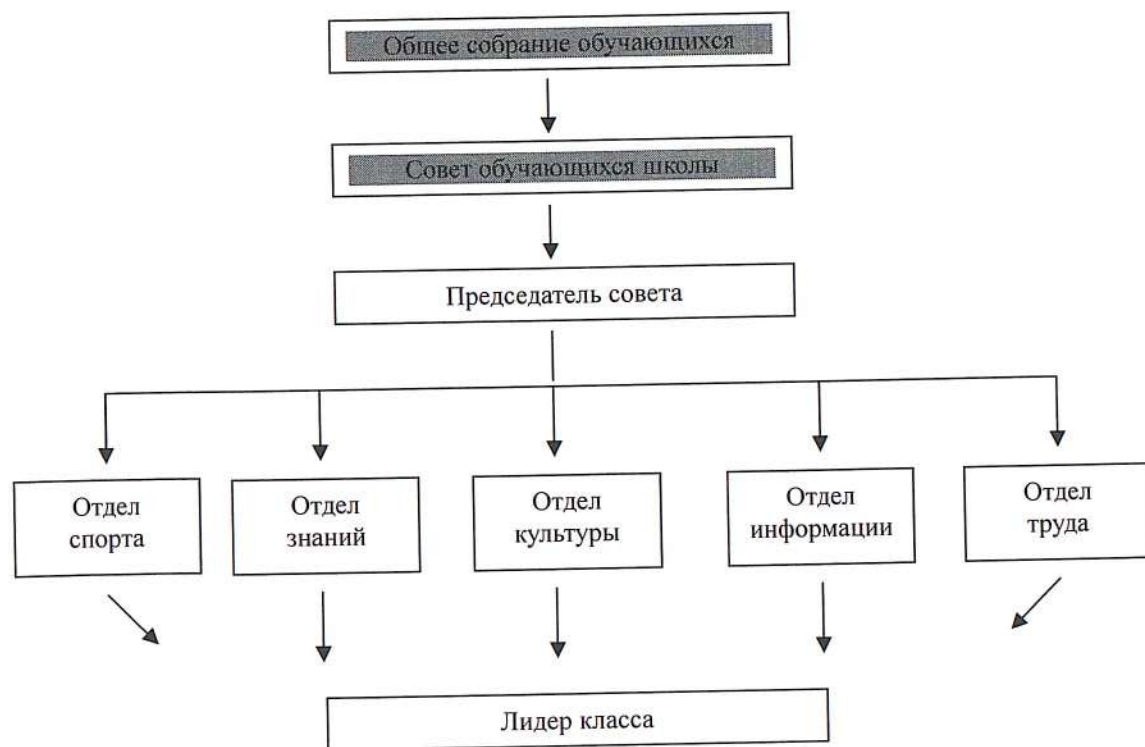 Общее собрание обучающихся
Совет обучающихся школы
Председатель совета
Отдел
спорта
Отдел
знаний
Отдел
культуры
Отдел
информации
Отдел
труда
Лидер класса